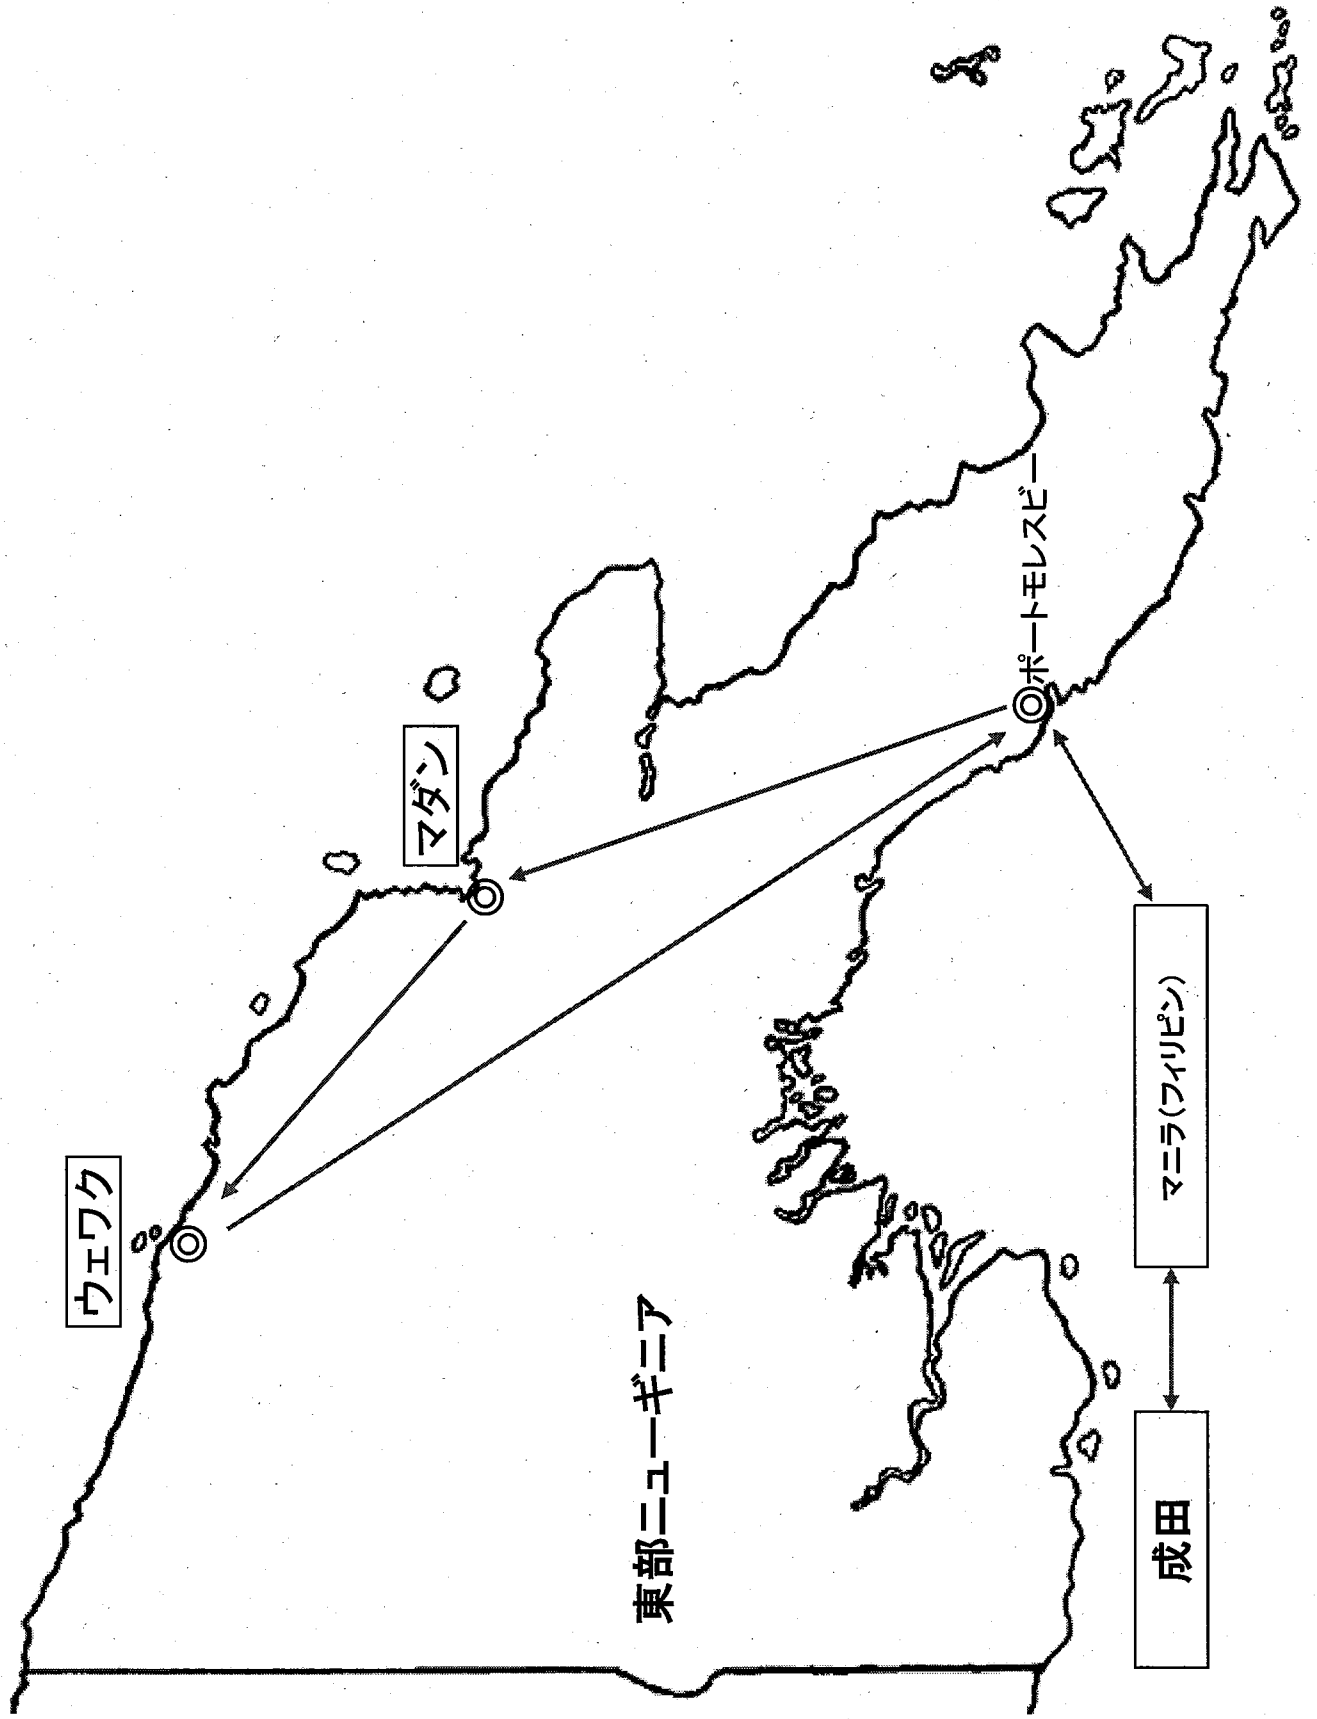 ウェワク
マダン
ポートモレスビー
東部ニューギニア
成田
マニラ(フィリピン)